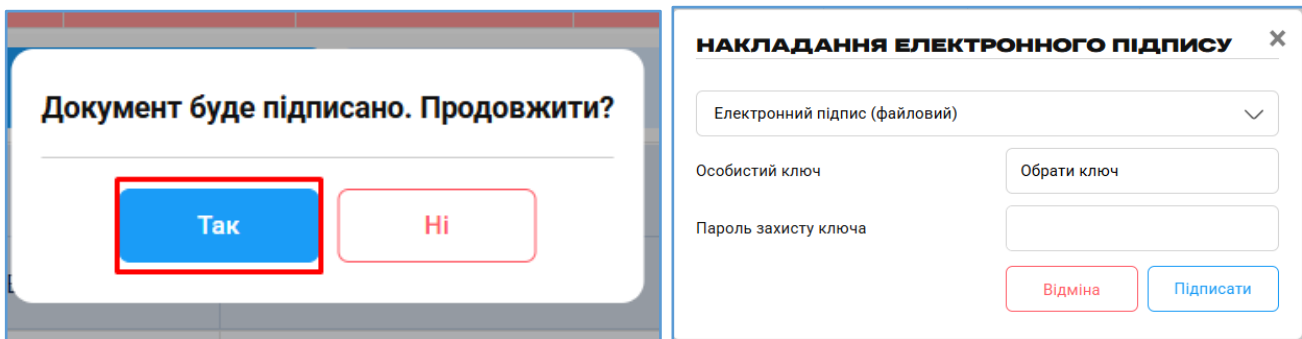 Документ буде підписано. Продовжити?
Так
Ні
НАКЛАДАННЯ ЕЛЕКТРОННОГО ПІДПИСУ
Електронний підпис (файловий)
Особистий ключ
Обрати ключ
Пароль захисту ключа
Відміна
Підписати